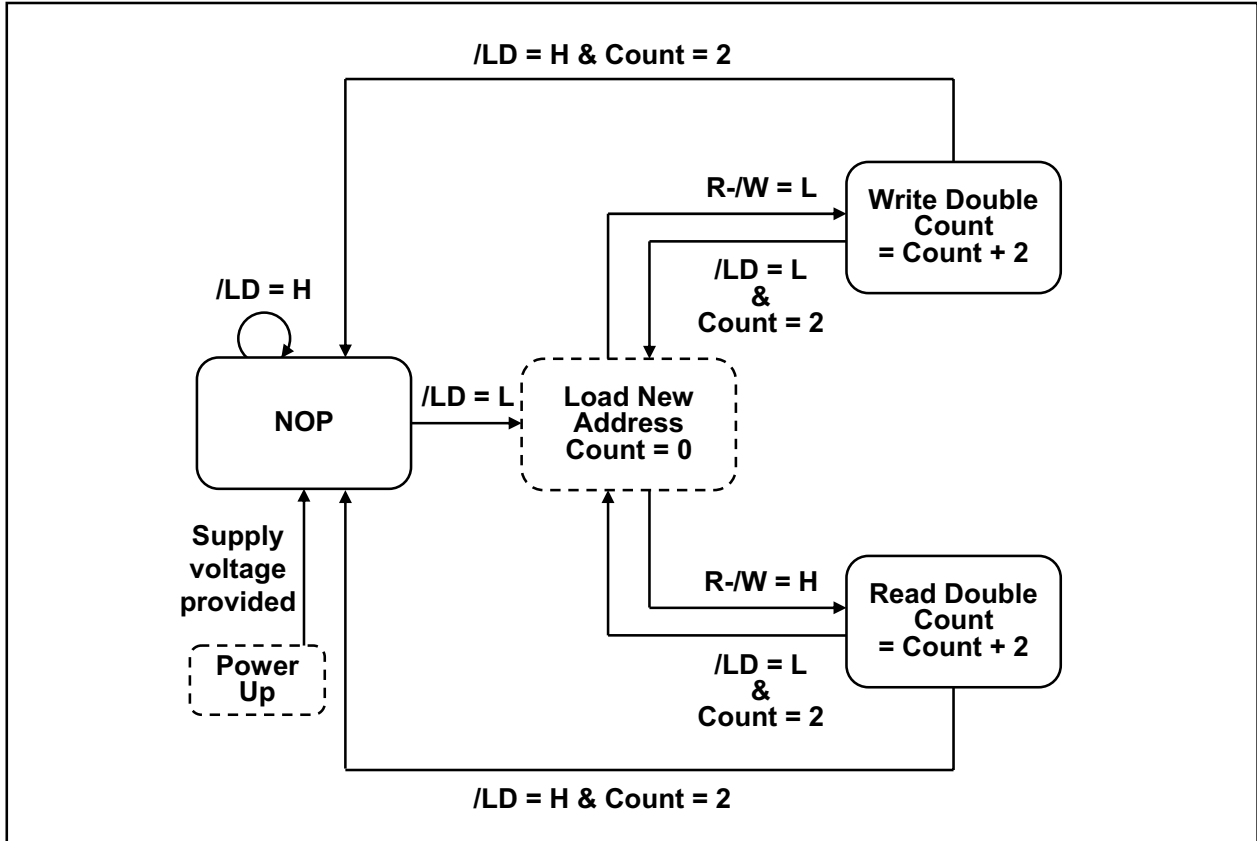 /LD = H & Count = 2
R-/W = L
Write Double
Count
= Count + 2
/LD = L
&
Count = 2
/LD = H
NOP
/LD = L
Load New
Address
Count = 0
Supply
voltage
provided
Power
Up
R-/W = H
Read Double
Count
= Count + 2
/LD = L
&
Count = 2
/LD = H & Count = 2